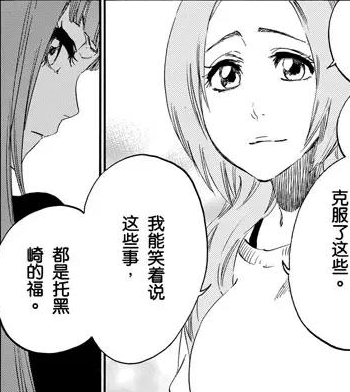 克服了这些。
我能笑着说
这些事，
都是托黑
崎的福。